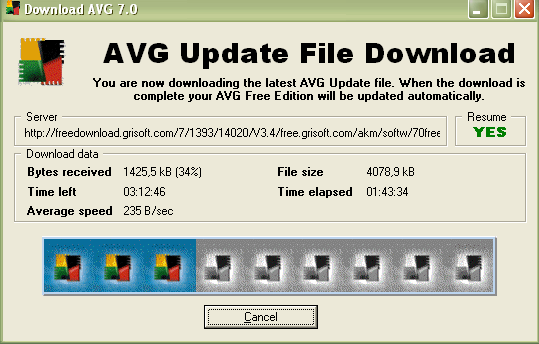 Download AVG 7.0
AVG Update File Download
You are now downloading the latest AVG Update file. When the download is
complete your AVG Free Edition will be updated automatically.
Server
http://freedownload.grisoft.com/7/1393/14020/V3.4/free.grisoft.com/akm/softw/70free
Resume
YES
Download data
Bytes received 1425,5 kB (34%) File size 4078,9 kB
Time left 03:12:46 Time elapsed 01:43:34
Average speed 235 B/sec
Cancel